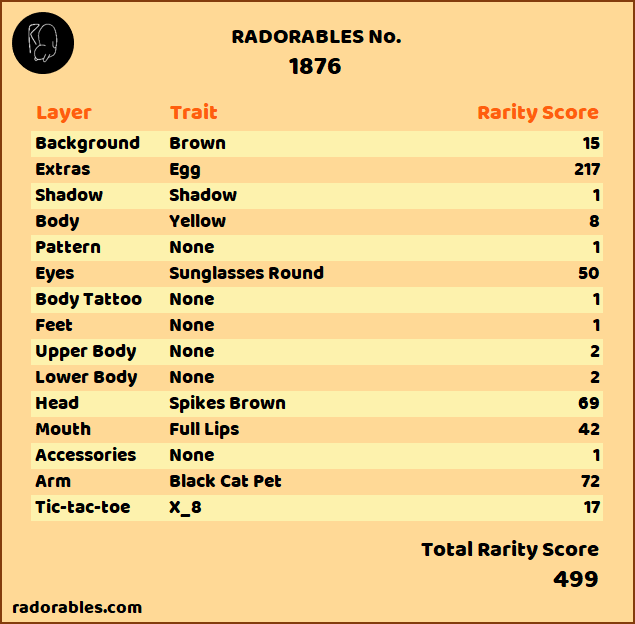 RADORABLES No.
1876
Layer Trait Rarity Score
Background Brown 15
Extras Egg 217
Shadow Shadow 1
Body Yellow 8
Pattern None 1
Eyes Sunglasses Round 50
Body Tattoo None 1
Feet None 1
Upper Body None 2
Lower Body None 2
Head Spikes Brown 69
Mouth Full Lips 42
Accessories None 1
Arm Black Cat Pet 72
Tic-tac-toe X_8 17
Total Rarity Score
499
radorables.com